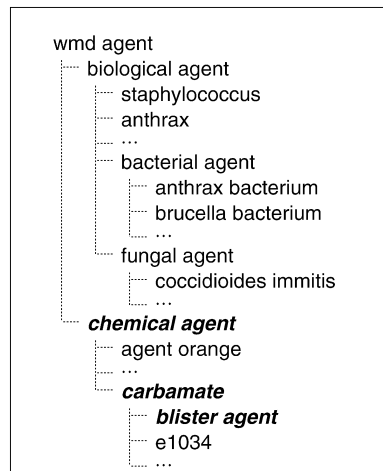 wmd agent
biological agent
staphylococcus
anthrax
...
bacterial agent
anthrax bacterium
brucella bacterium
...
fungal agent
coccidioides immitis
...
chemical agent
agent orange
...
carbamate
blister agent
e1034
...